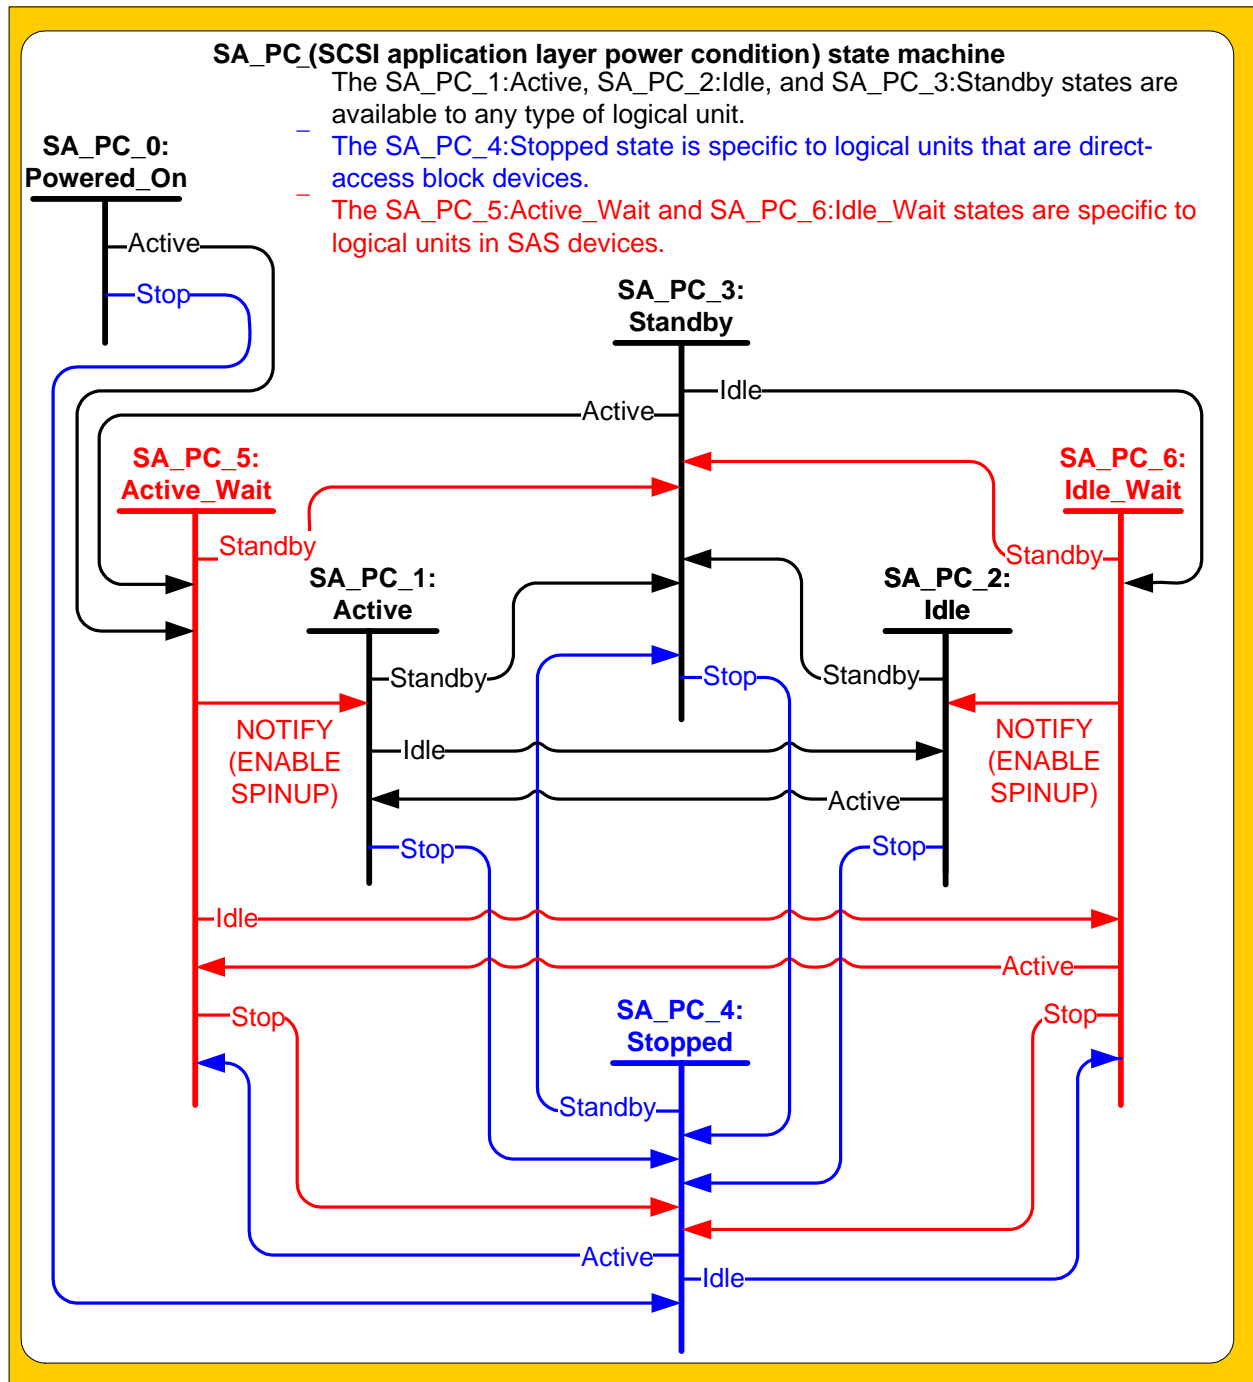 SA_PC (SCSI application layer power condition) state machine
The SA_PC_1:Active, SA_PC_2:Idle, and SA_PC_3:Standby states are
available to any type of logical unit.
The SA_PC_4:Stopped state is specific to logical units that are direct-
access block devices.
The SA_PC_5:Active_Wait and SA_PC_6:Idle_Wait states are specific to
logical units in SAS devices.
SA_PC_0:
Powered_On
Active
Stop
SA_PC_3:
Standby
Idle
Active
SA_PC_5:
Active_Wait
SA_PC_6:
Idle_Wait
Standby
Standby
SA_PC_1:
Active
SA_PC_2:
Idle
Standby
Stop
Standby
NOTIFY
(ENABLE
SPINUP)
NOTIFY
(ENABLE
SPINUP)
Idle
Active
Stop
Stop
Idle
Active
Stop
SA_PC_4:
Stopped
Stop
Standby
Active
Idle